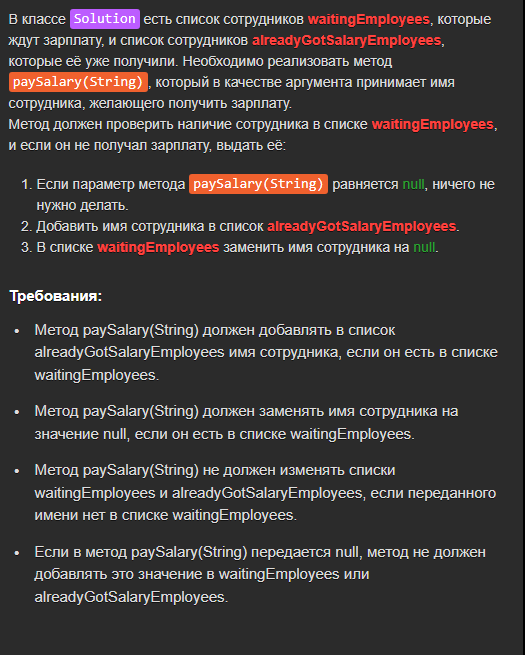 В классе Solution есть список сотрудников waitingEmployees, которые
ждут зарплату, и список сотрудников alreadyGotSalaryEmployees,
которые её уже получили. Необходимо реализовать метод
paySalary(String), который в качестве аргумента принимает имя
сотрудника, желающего получить зарплату.
Метод должен проверить наличие сотрудника в списке waitingEmployees,
и если он не получал зарплату, выдать её:
1. Если параметр метода paySalary(String) равняется null, ничего не
нужно делать.
2. Добавить имя сотрудника в список alreadyGotSalaryEmployees.
3. В списке waitingEmployees заменить имя сотрудника на null.
Требования:
• Метод paySalary(String) должен добавлять в список
alreadyGotSalaryEmployees имя сотрудника, если он есть в списке
waitingEmployees.
• Метод paySalary(String) должен заменять имя сотрудника на
значение null, если он есть в списке waitingEmployees.
• Метод paySalary(String) не должен изменять списки
waitingEmployees и alreadyGotSalaryEmployees, если переданного
имени нет в списке waitingEmployees.
• Если в метод paySalary(String) передается null, метод не должен
добавлять это значение в waitingEmployees или
alreadyGotSalaryEmployees.